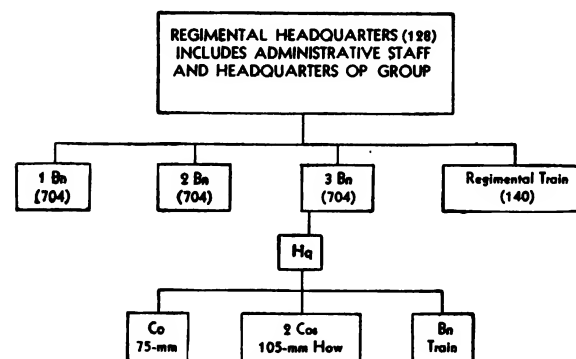 REGIMENTAL HEADQUARTERS (128)
INCLUDES ADMINISTRATIVE STAFF
AND HEADQUARTERS OP GROUP
1 Bn
(704)
2 Bn
(704)
3 Bn
(704)
Regimental Train
(140)
Hq
Co
75-mm
2 Cos
105-mm How
Bn
Train